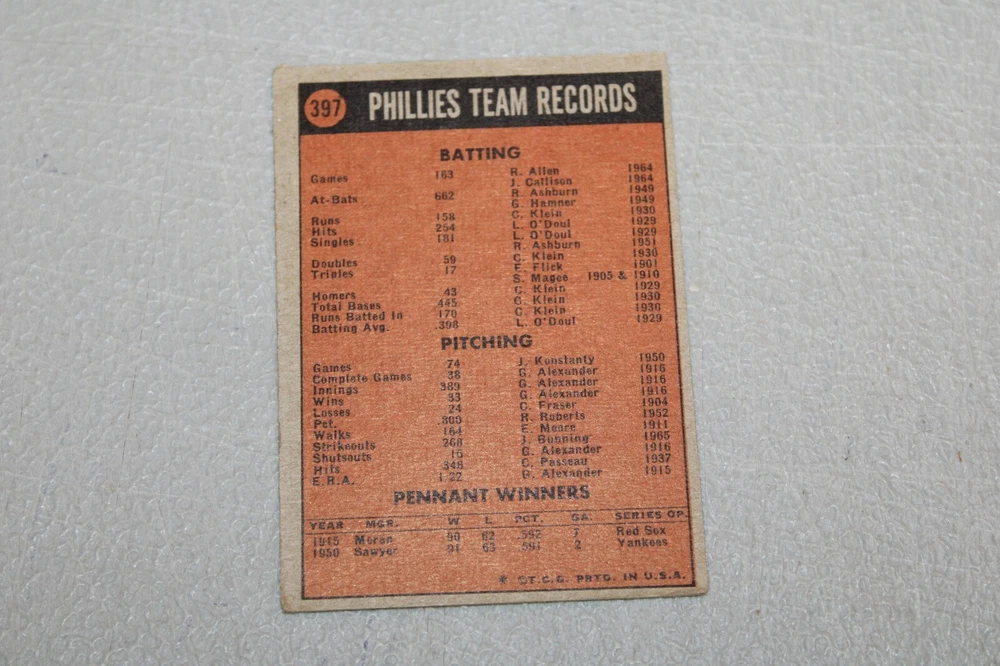 397 PHILLIES TEAM RECORDS
BATTING
Games 163 R. Allen 1964
J. Callison 1964
At-Bats 662 R. Ashburn 1949
G. Hamner 1949
Runs 158 C. Klein 1930
Hits 254 L. O'Doul 1929
Singles 181 L. O'Doul 1929
R. Ashburn 1951
Doubles 59 C. Klein 1930
Triples 17 E. Flick 1901
S. Magee 1905 & 1910
Homers 43 C. Klein 1929
Total Bases 445 C. Klein 1930
Runs Batted In 170 C. Klein 1930
Batting Avg. .398 L. O'Doul 1929
PITCHING
Games 74 J. Konstanty 1950
Complete Games 38 G. Alexander 1916
Innings 389 G. Alexander 1916
Wins 33 G. Alexander 1916
Losses 24 C. Fraser 1904
Pct. .800 R. Roberts 1952
Walks 164 E. Moore 1911
Strikeouts 268 J. Bunning 1965
Shutouts 16 G. Alexander 1916
Hits 348 C. Passeau 1937
E.R.A. 1.22 G. Alexander 1915
PENNANT WINNERS
YEAR MGR. W L PCT. GA. SERIES OP.
1915 Moran 90 62 .592 7 Red Sox
1950 Sawyer 91 63 .591 2 Yankees
* ©T.C.G. PRTG. IN U.S.A.